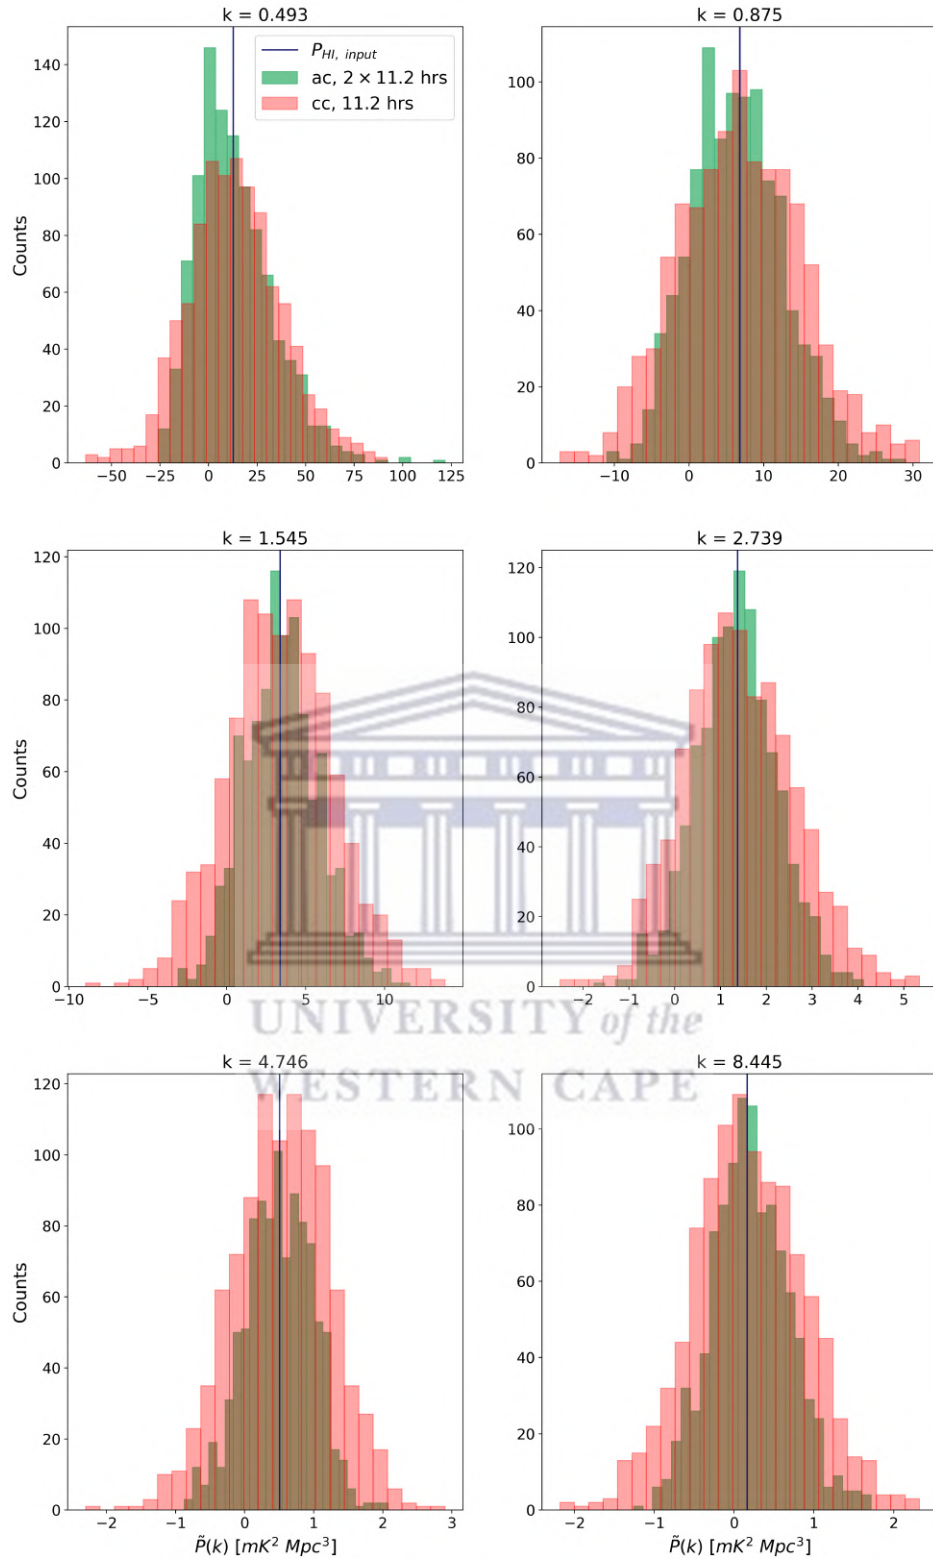 k = 0.493
k = 0.875
P_HI, input
ac, 2 × 11.2 hrs
cc, 11.2 hrs
Counts
140
120
100
80
60
40
20
0
−50 −25 0 25 50 75 100 125
100
80
60
40
20
0
−10 0 10 20 30
k = 1.545
k = 2.739
Counts
120
100
80
60
40
20
0
−10 −5 0 5 10
120
100
80
60
40
20
0
−2 −1 0 1 2 3 4 5
UNIVERSITY of the
WESTERN CAPE
k = 4.746
k = 8.445
Counts
120
100
80
60
40
20
0
−2 −1 0 1 2 3
P̃(k) [mK² Mpc³]
100
80
60
40
20
0
−2 −1 0 1 2
P̃(k) [mK² Mpc³]